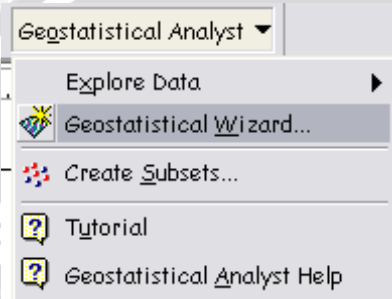 Geostatistical Analyst
Explore Data
Geostatistical Wizard...
Create Subsets...
Tutorial
Geostatistical Analyst Help